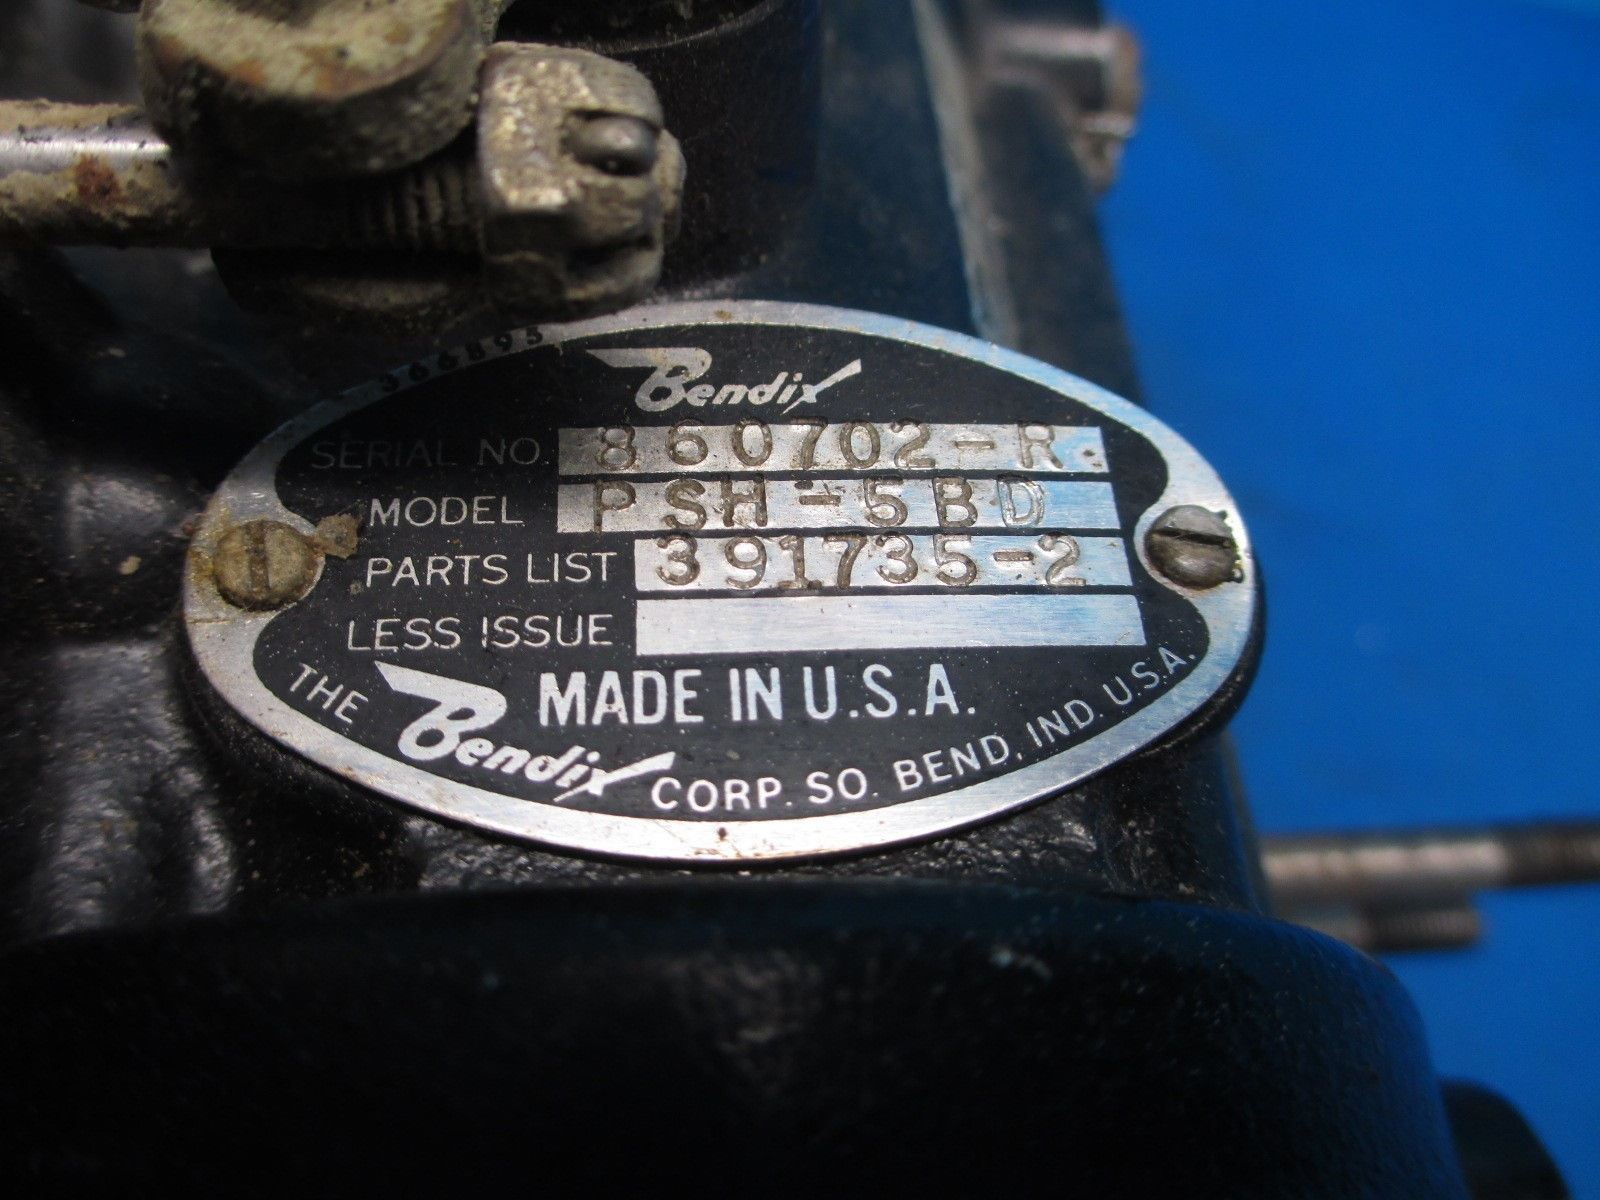 366895
Bendix
SERIAL NO. 860702-R
MODEL PSH-5BD
PARTS LIST 391735-2
LESS ISSUE
MADE IN U.S.A.
THE Bendix CORP. SO. BEND, IND. U.S.A.